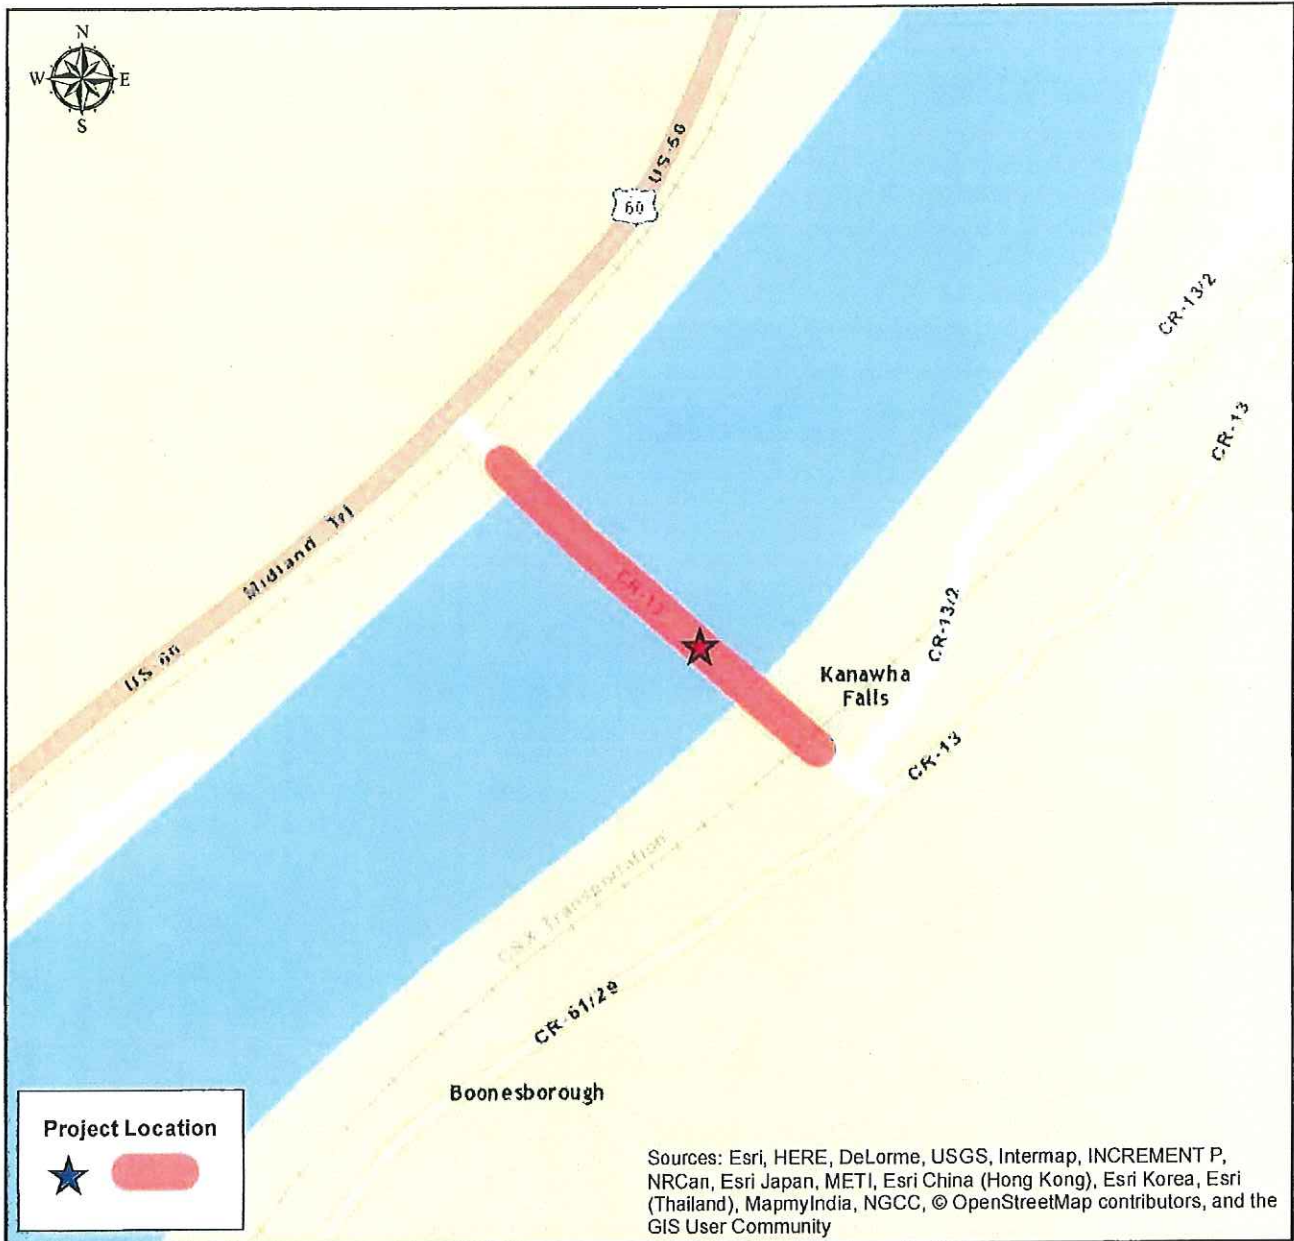 N
W E
S
US-60
60
CR-13/2
CR-13
Midland Trl
US-60
CR-13
CR-13/2
Kanawha
Falls
CR-13
CSX Transportation
CR-61/29
Boonesborough
Project Location
Sources: Esri, HERE, DeLorme, USGS, Intermap, INCREMENT P,
NRCan, Esri Japan, METI, Esri China (Hong Kong), Esri Korea, Esri
(Thailand), MapmyIndia, NGCC, © OpenStreetMap contributors, and the
GIS User Community